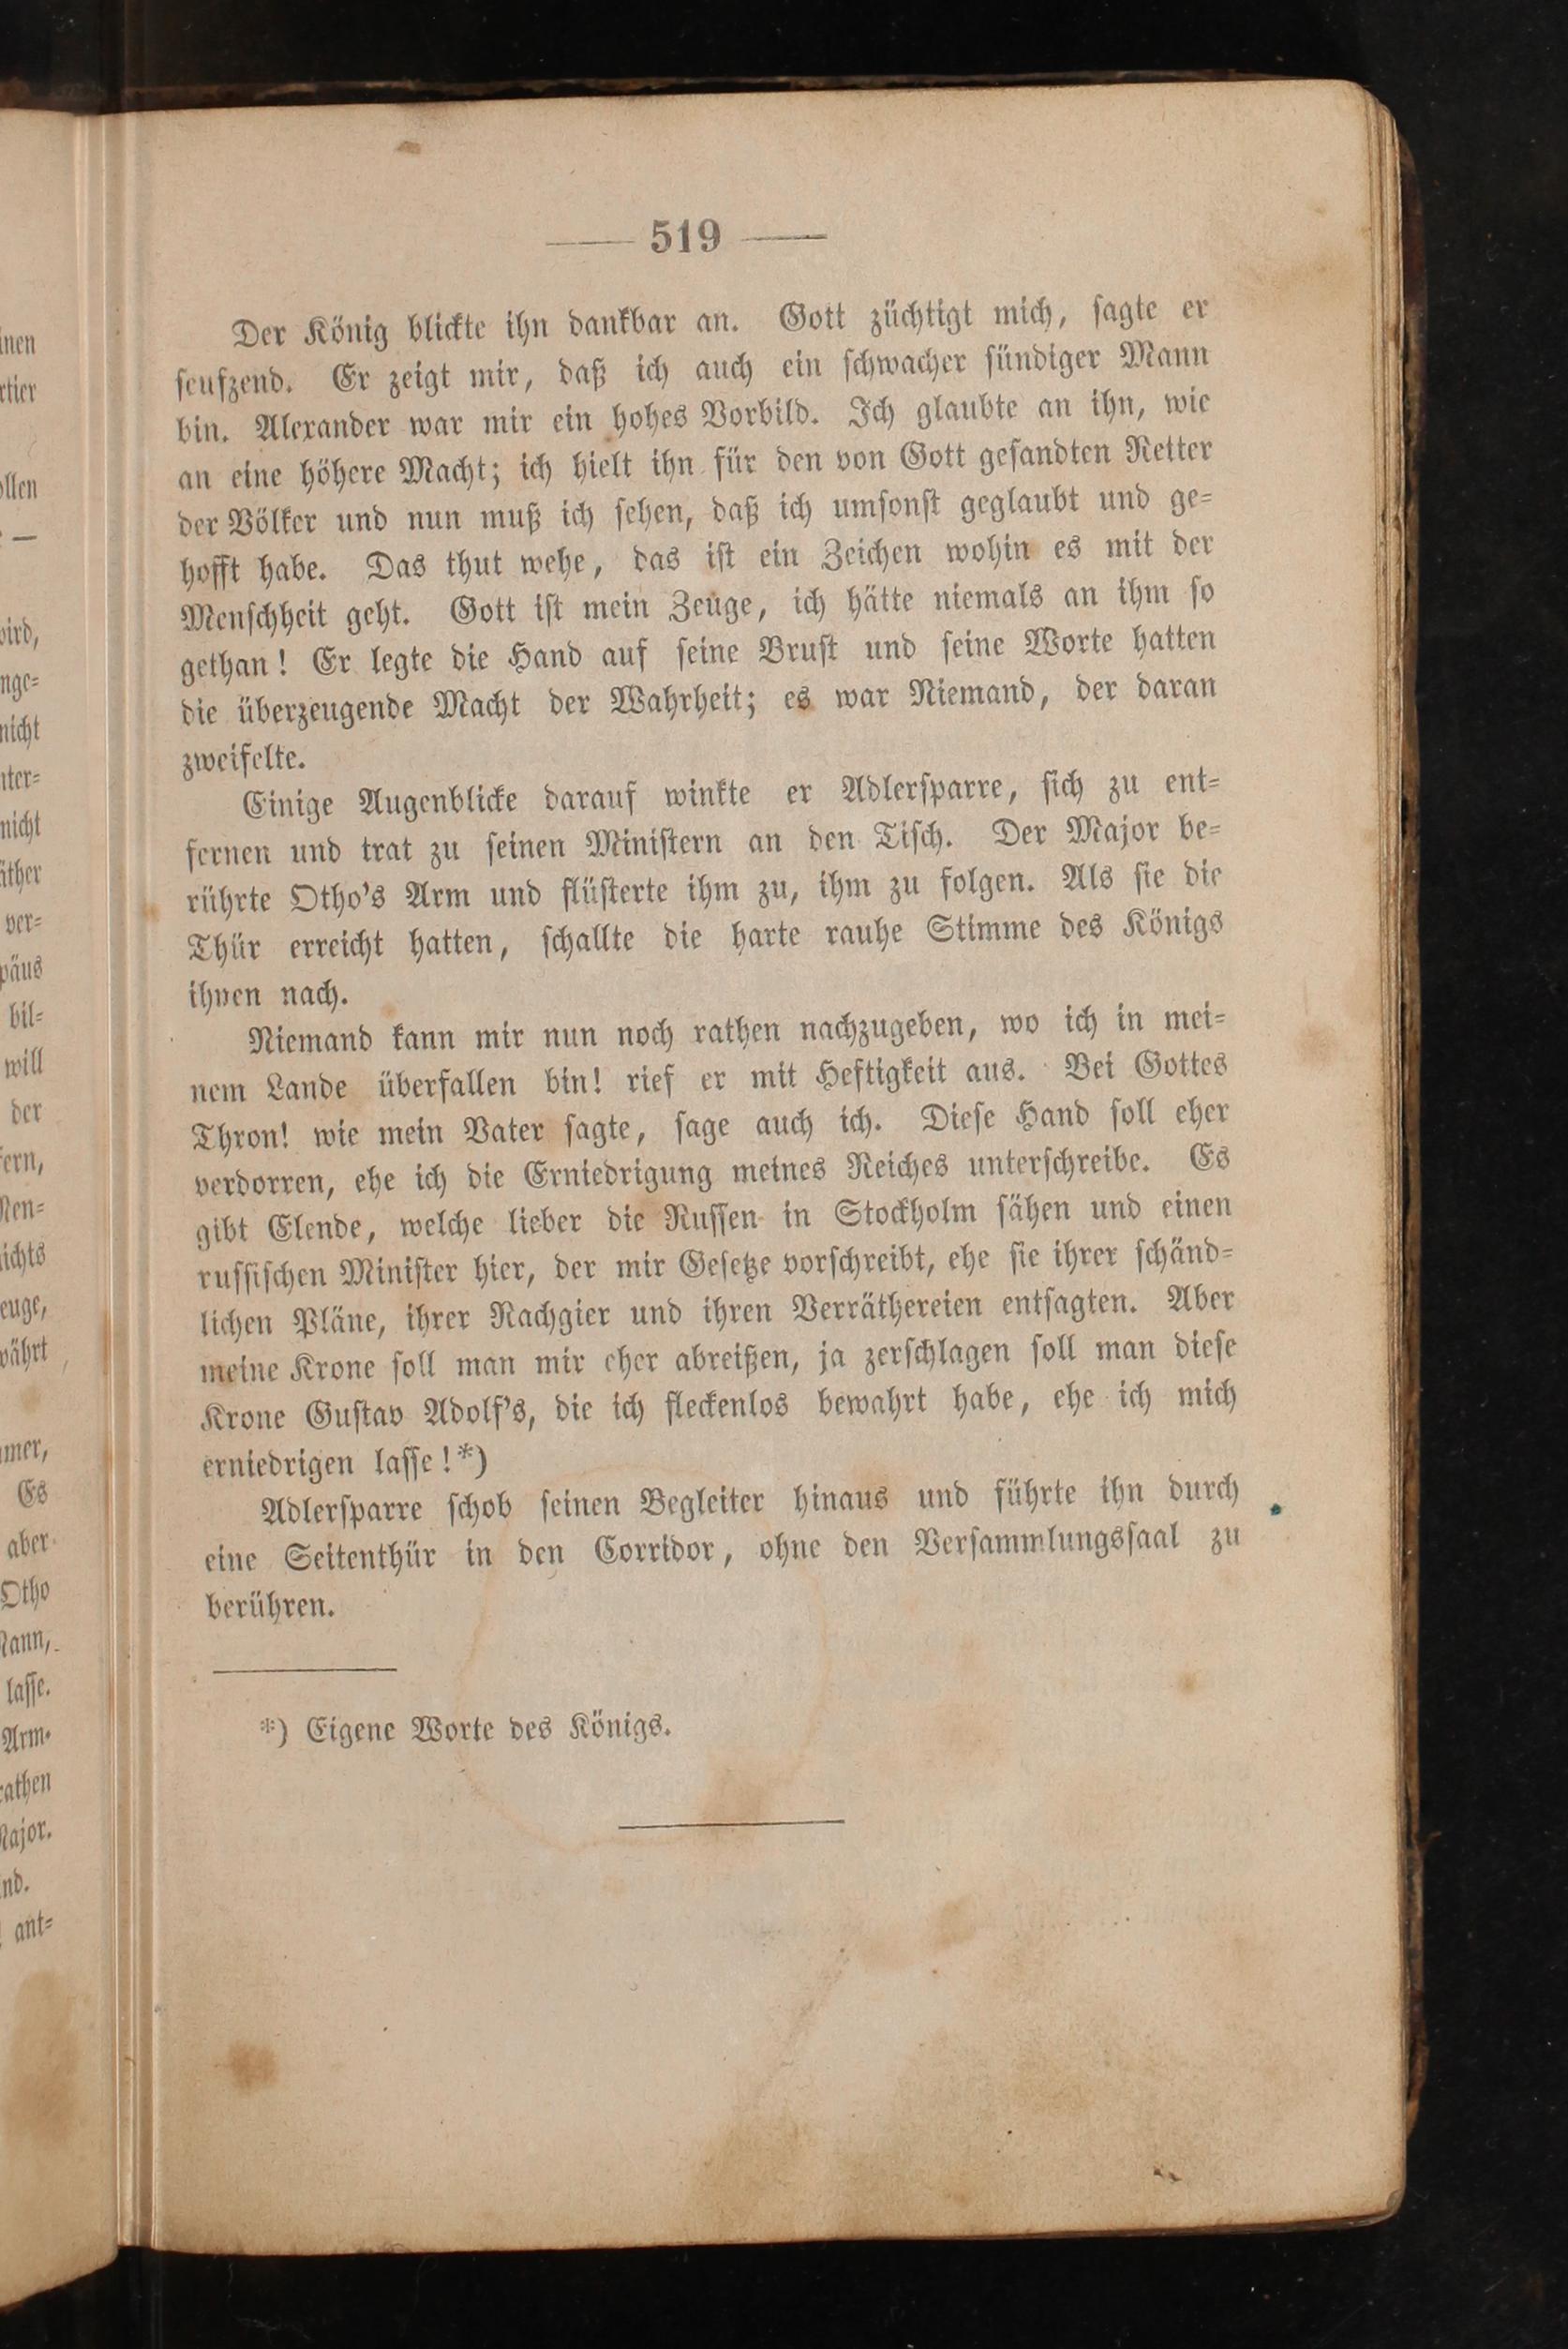 — 519 —
Der König blickte ihn dankbar an. Gott züchtigt mich, sagte er
seufzend. Er zeigt mir, daß ich auch ein schwacher sündiger Mann
bin. Alexander war mir ein hohes Vorbild. Ich glaubte an ihn, wie
an eine höhere Macht; ich hielt ihn für den von Gott gesandten Retter
der Völker und nun muß ich sehen, daß ich umsonst geglaubt und ge=
hofft habe. Das thut wehe, das ist ein Zeichen wohin es mit der
Menschheit geht. Gott ist mein Zeuge, ich hätte niemals an ihm so
gethan! Er legte die Hand auf seine Brust und seine Worte hatten
die überzeugende Macht der Wahrheit; es war Niemand, der daran
zweifelte.
Einige Augenblicke darauf winkte er Adlersparre, sich zu ent=
fernen und trat zu seinen Ministern an den Tisch. Der Major be=
rührte Otho's Arm und flüsterte ihm zu, ihm zu folgen. Als sie die
Thür erreicht hatten, schallte die harte rauhe Stimme des Königs
ihnen nach.
Niemand kann mir nun noch rathen nachzugeben, wo ich in mei=
nem Lande überfallen bin! rief er mit Heftigkeit aus. Bei Gottes
Thron! wie mein Vater sagte, sage auch ich. Diese Hand soll eher
verdorren, ehe ich die Erniedrigung meines Reiches unterschreibe. Es
gibt Elende, welche lieber die Russen in Stockholm sähen und einen
russischen Minister hier, der mir Gesetze vorschreibt, ehe sie ihrer schänd=
lichen Pläne, ihrer Rachgier und ihren Verräthereien entsagten. Aber
meine Krone soll man mir eher abreißen, ja zerschlagen soll man diese
Krone Gustav Adolf's, die ich fleckenlos bewahrt habe, ehe ich mich
erniedrigen lasse!*)
Adlersparre schob seinen Begleiter hinaus und führte ihn durch
eine Seitenthür in den Corridor, ohne den Versammlungssaal zu
berühren.
*) Eigene Worte des Königs.